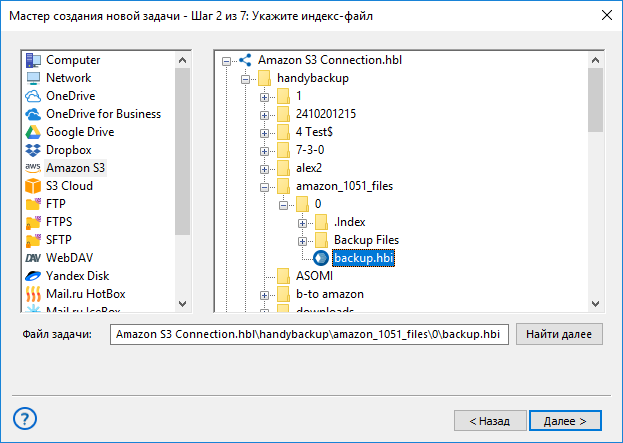 Мастер создания новой задачи - Шаг 2 из 7: Укажите индекс-файл
Computer
Network
OneDrive
OneDrive for Business
Google Drive
Dropbox
aws Amazon S3
S3 Cloud
FTP
FTPS
SFTP
DAV WebDAV
Yandex Disk
Mail.ru HotBox
Mail.ru IceBox
Amazon S3 Connection.hbl
handybackup
1
2410201215
4 Test$
7-3-0
alex2
amazon_1051_files
0
.Index
Backup Files
backup.hbi
ASOMI
b-to amazon
downloads
Файл задачи:
Amazon S3 Connection.hbl\handybackup\amazon_1051_files\0\backup.hbi
Найти далее
?
< Назад
Далее >